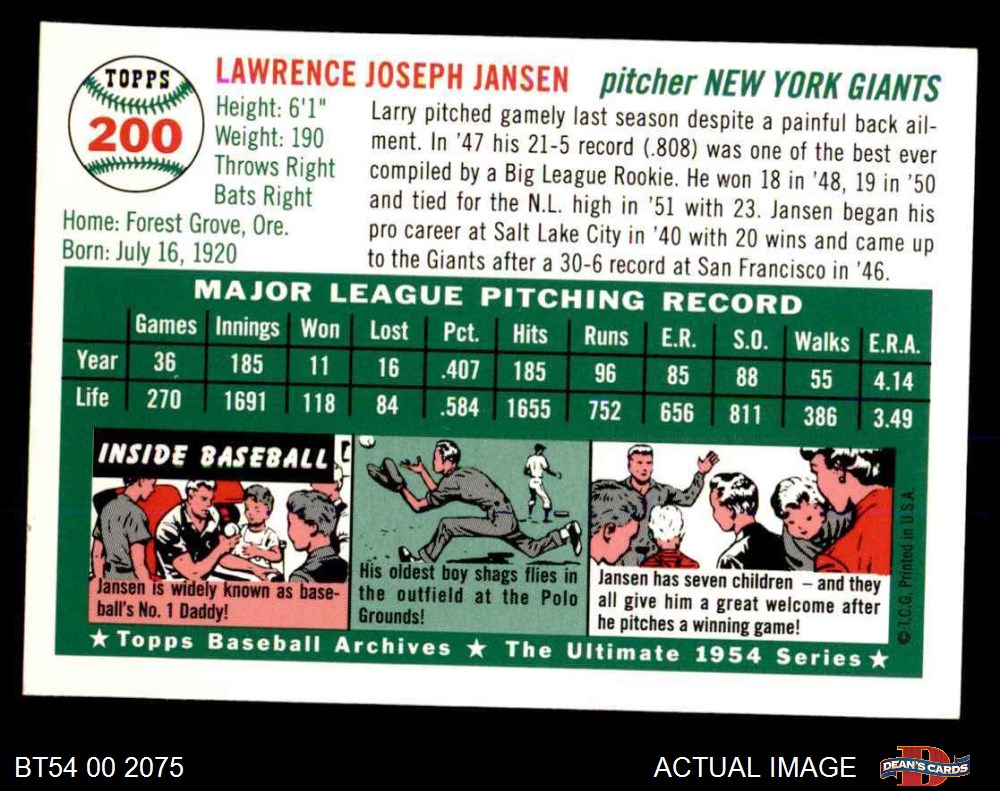 TOPPS
200
LAWRENCE JOSEPH JANSEN pitcher NEW YORK GIANTS
Height: 6'1"
Weight: 190
Throws Right
Bats Right
Home: Forest Grove, Ore.
Born: July 16, 1920
Larry pitched gamely last season despite a painful back ail-
ment. In '47 his 21-5 record (.808) was one of the best ever
compiled by a Big League Rookie. He won 18 in '48, 19 in '50
and tied for the N.L. high in '51 with 23. Jansen began his
pro career at Salt Lake City in '40 with 20 wins and came up
to the Giants after a 30-6 record at San Francisco in '46.
MAJOR LEAGUE PITCHING RECORD
Games Innings Won Lost Pct. Hits Runs E.R. S.O. Walks E.R.A.
Year 36 185 11 16 .407 185 96 85 88 55 4.14
Life 270 1691 118 84 .584 1655 752 656 811 386 3.49
INSIDE BASEBALL
Jansen is widely known as base-
ball's No. 1 Daddy!
His oldest boy shags flies in
the outfield at the Polo
Grounds!
Jansen has seven children – and they
all give him a great welcome after
he pitches a winning game!
© T.C.G. Printed in U.S.A.
★ Topps Baseball Archives ★ The Ultimate 1954 Series ★
BT54 00 2075
ACTUAL IMAGE
DEAN'S CARDS